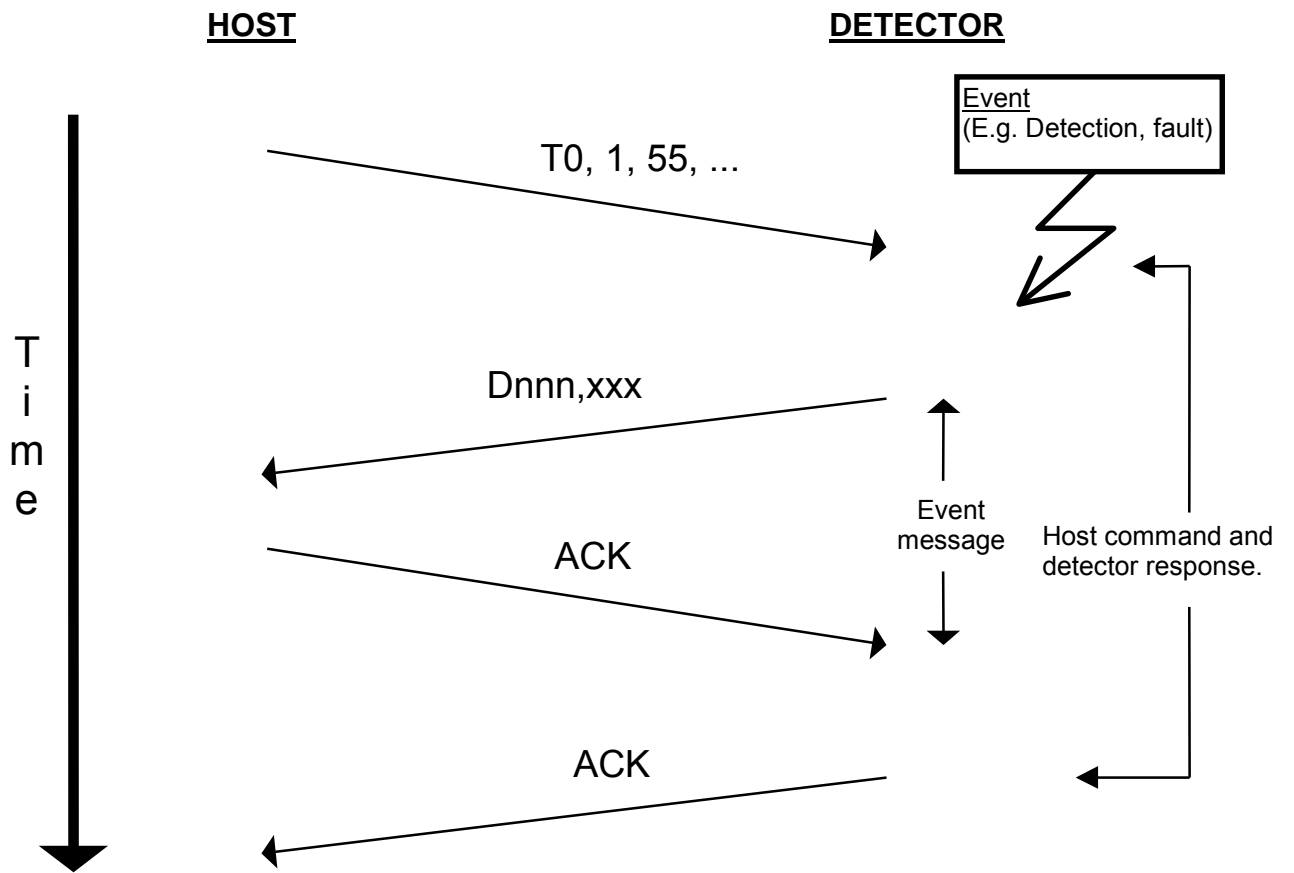 HOST
DETECTOR
Event
(E.g. Detection, fault)
T0, 1, 55, ...
Time
Dnnn,xxx
Event
message
Host command and
detector response.
ACK
ACK